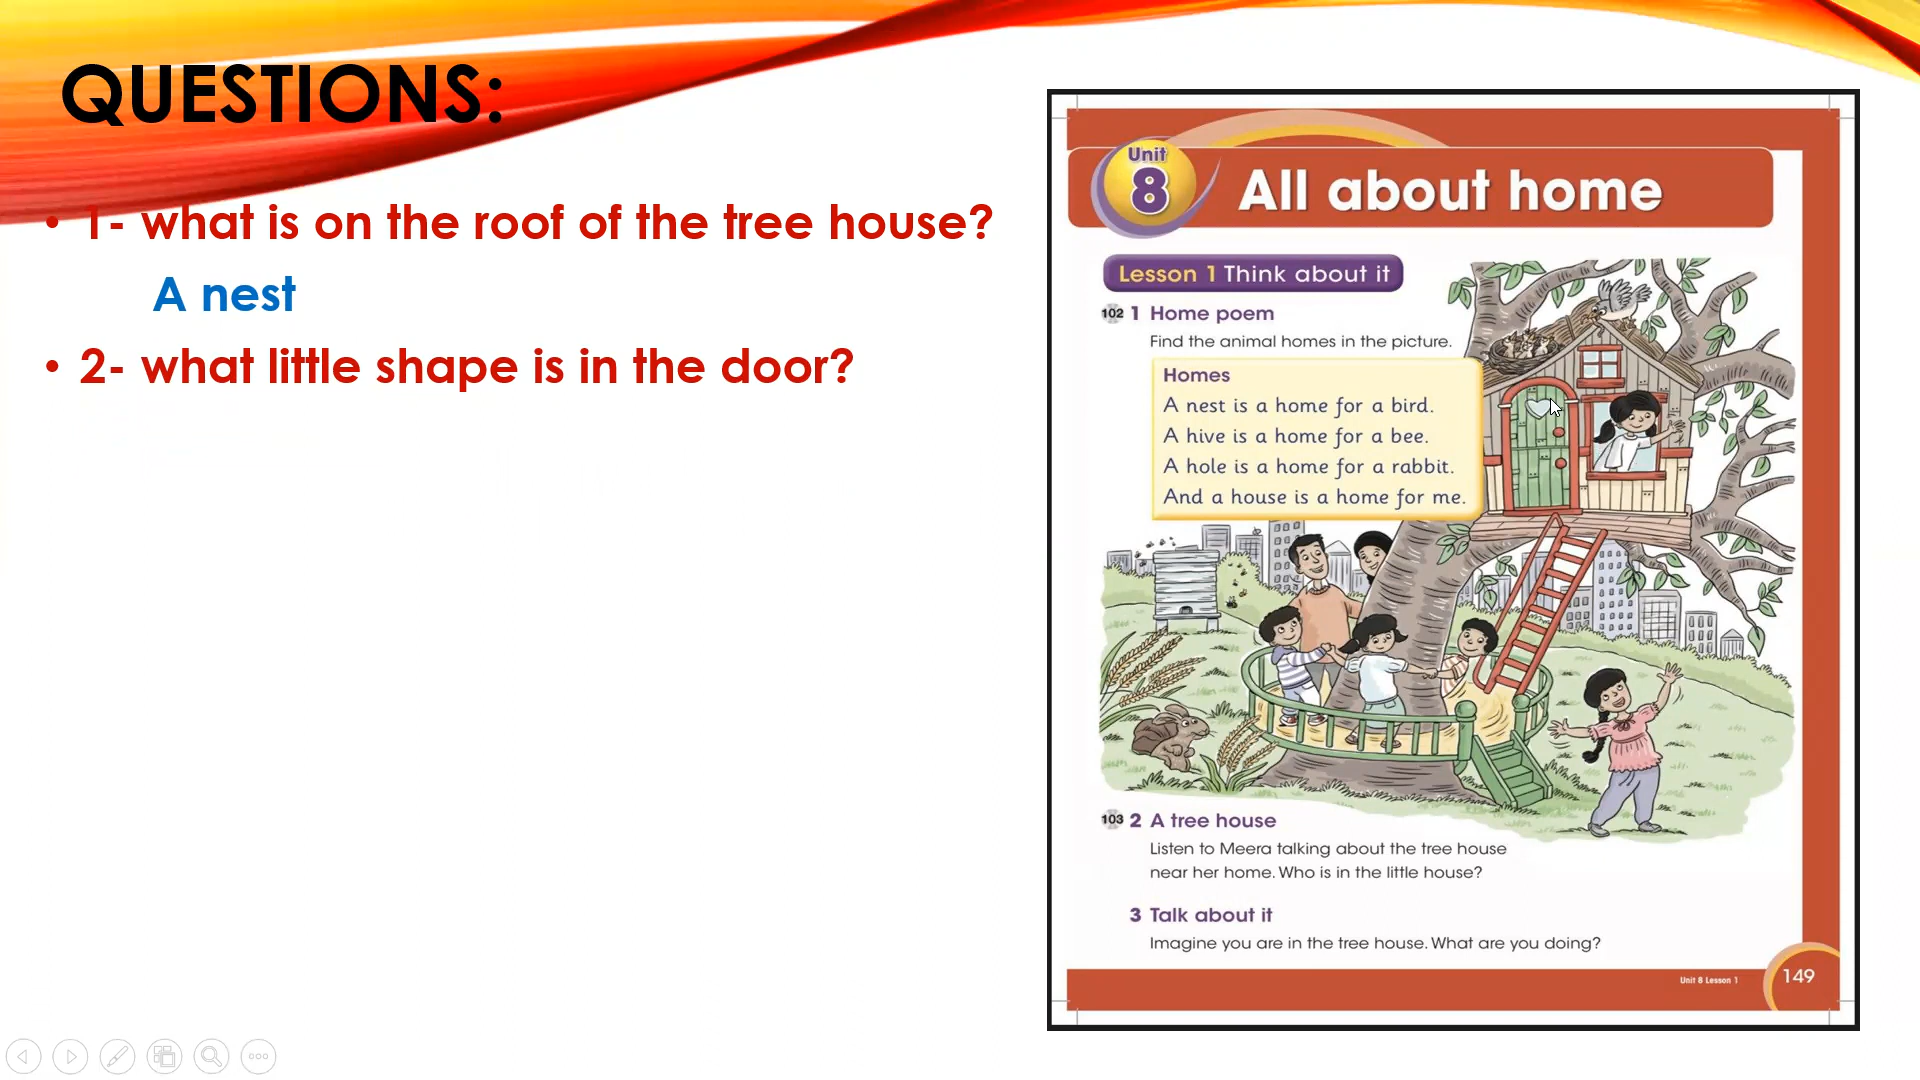 QUESTIONS:
• 1- what is on the roof of the tree house?
A nest
• 2- what little shape is in the door?
Unit
8
All about home
Lesson 1 Think about it
102 1 Home poem
Find the animal homes in the picture.
Homes
A nest is a home for a bird.
A hive is a home for a bee.
A hole is a home for a rabbit.
And a house is a home for me.
103 2 A tree house
Listen to Meera talking about the tree house
near her home. Who is in the little house?
3 Talk about it
Imagine you are in the tree house. What are you doing?
Unit 8 Lesson 1
149